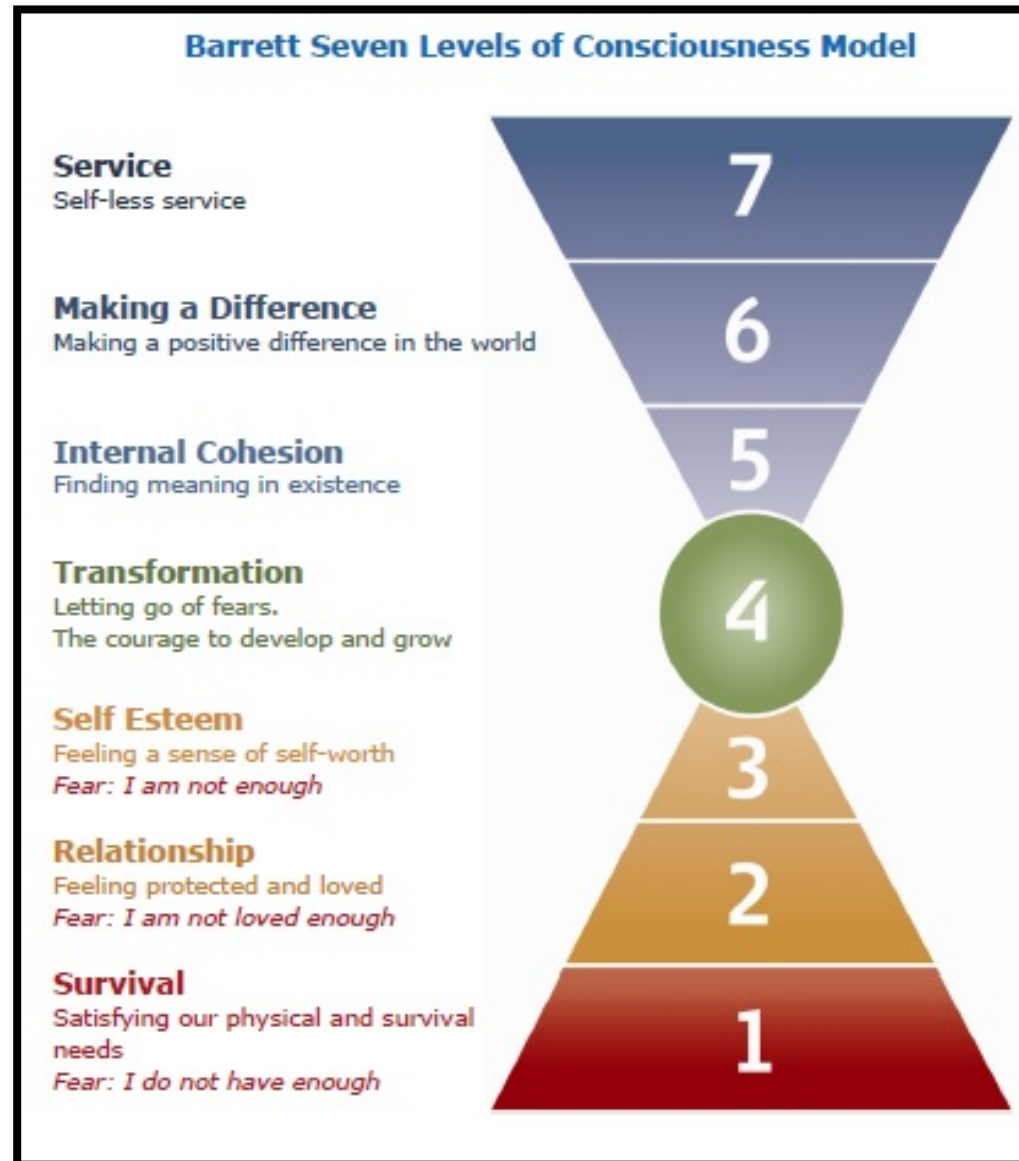 Barrett Seven Levels of Consciousness Model
Service
Self-less service
7
Making a Difference
Making a positive difference in the world
6
Internal Cohesion
Finding meaning in existence
5
Transformation
Letting go of fears.
The courage to develop and grow
4
Self Esteem
Feeling a sense of self-worth
Fear: I am not enough
3
Relationship
Feeling protected and loved
Fear: I am not loved enough
2
Survival
Satisfying our physical and survival
needs
Fear: I do not have enough
1